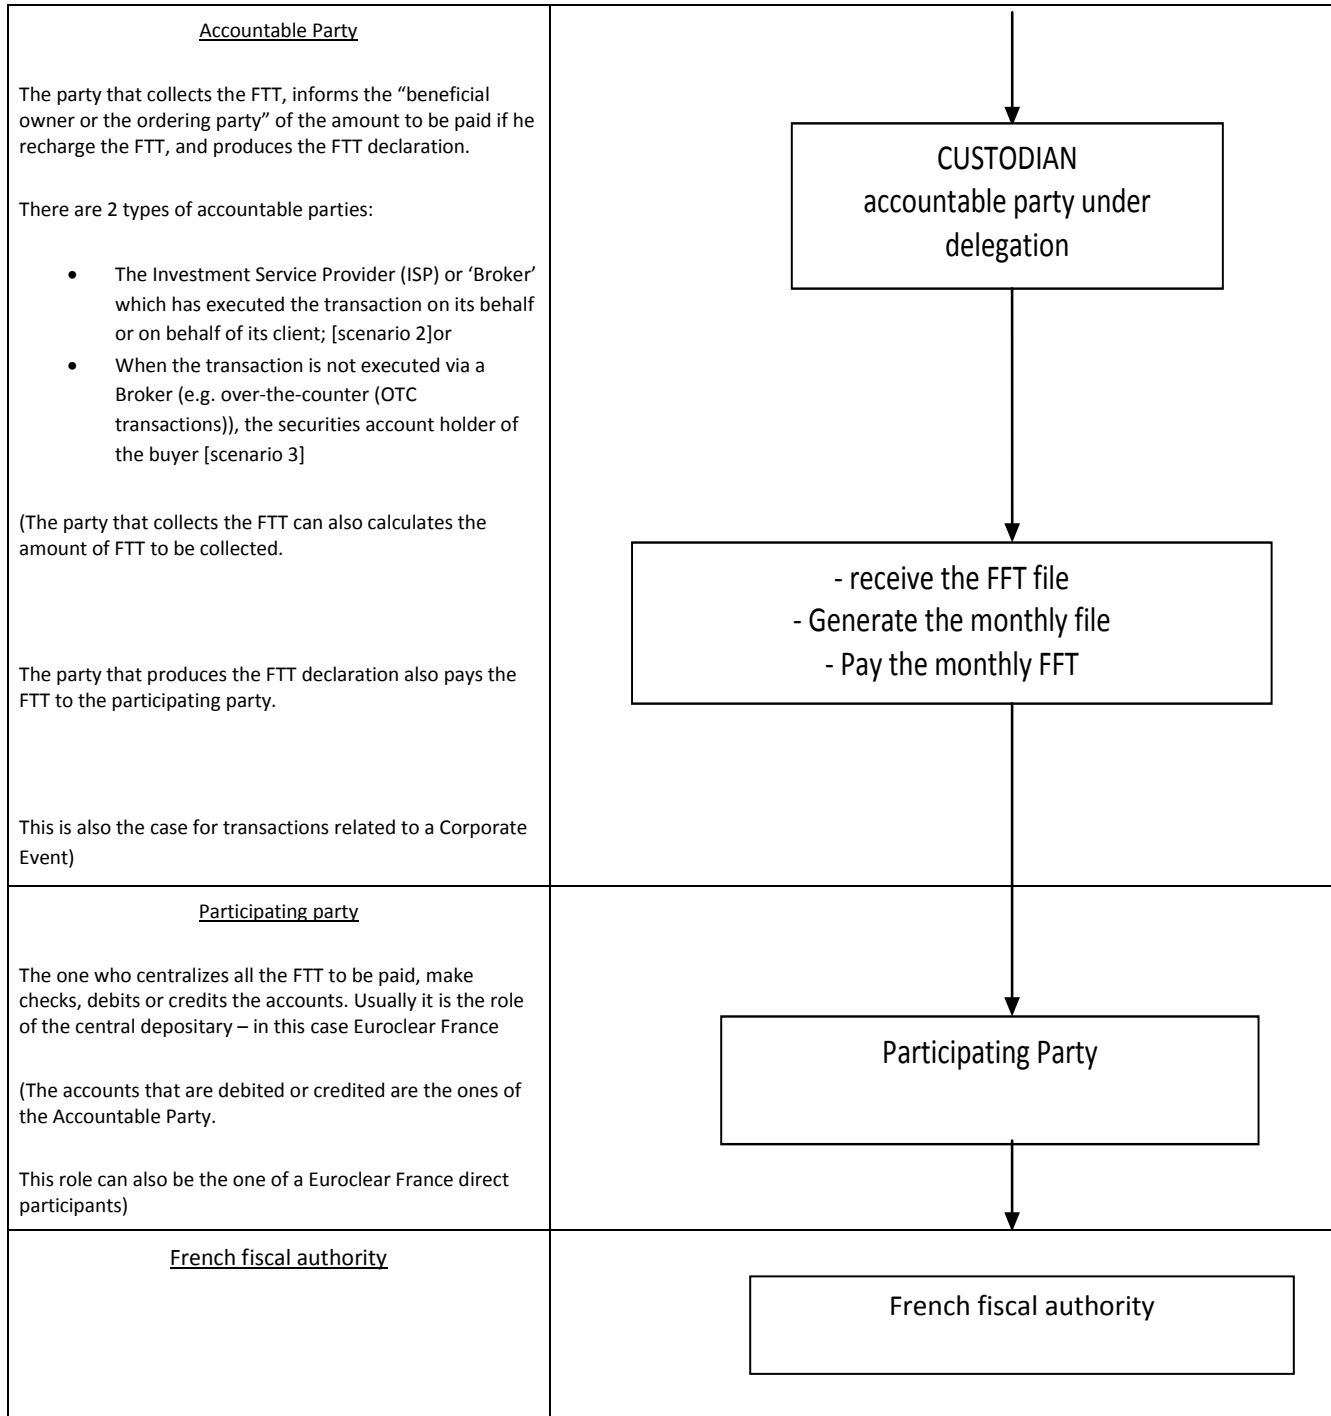 Accountable Party
The party that collects the FTT, informs the “beneficial
owner or the ordering party” of the amount to be paid if he
recharge the FTT, and produces the FTT declaration.
There are 2 types of accountable parties:
• The Investment Service Provider (ISP) or ‘Broker’
which has executed the transaction on its behalf
or on behalf of its client; [scenario 2]or
• When the transaction is not executed via a
Broker (e.g. over-the-counter (OTC
transactions)), the securities account holder of
the buyer [scenario 3]
(The party that collects the FTT can also calculates the
amount of FTT to be collected.
The party that produces the FTT declaration also pays the
FTT to the participating party.
This is also the case for transactions related to a Corporate
Event)
CUSTODIAN
accountable party under
delegation
- receive the FFT file
- Generate the monthly file
- Pay the monthly FFT
Participating party
The one who centralizes all the FTT to be paid, make
checks, debits or credits the accounts. Usually it is the role
of the central depositary – in this case Euroclear France
(The accounts that are debited or credited are the ones of
the Accountable Party.
This role can also be the one of a Euroclear France direct
participants)
Participating Party
French fiscal authority
French fiscal authority